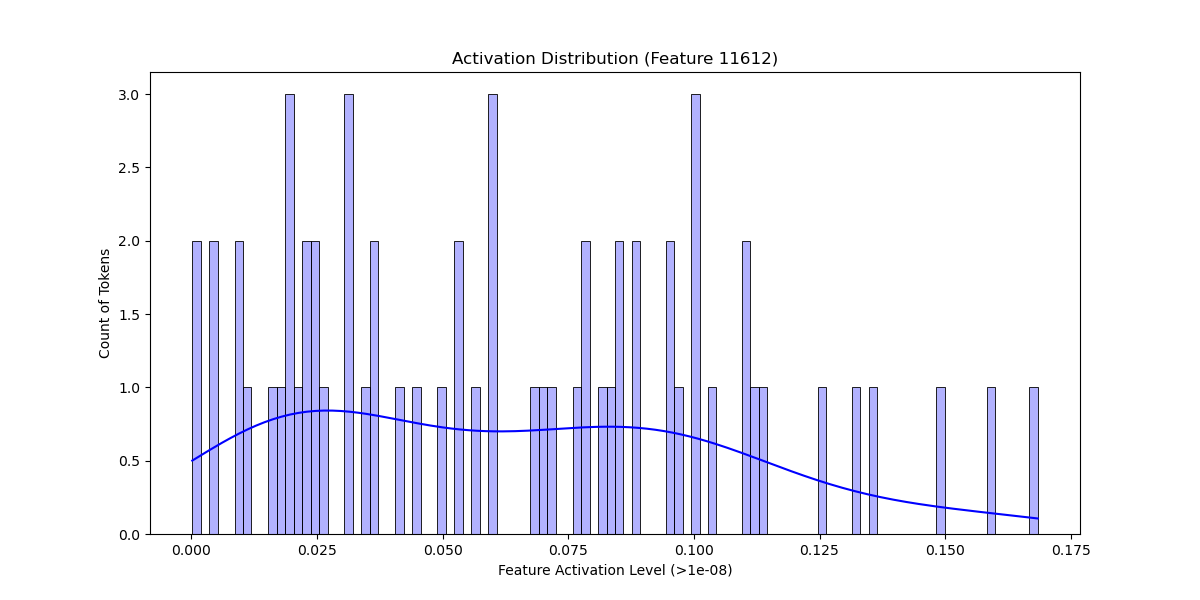 Activation Distribution (Feature 11612)
3.0
2.5
2.0
1.5
1.0
0.5
0.0
Count of Tokens
0.000 0.025 0.050 0.075 0.100 0.125 0.150 0.175
Feature Activation Level (>1e-08)